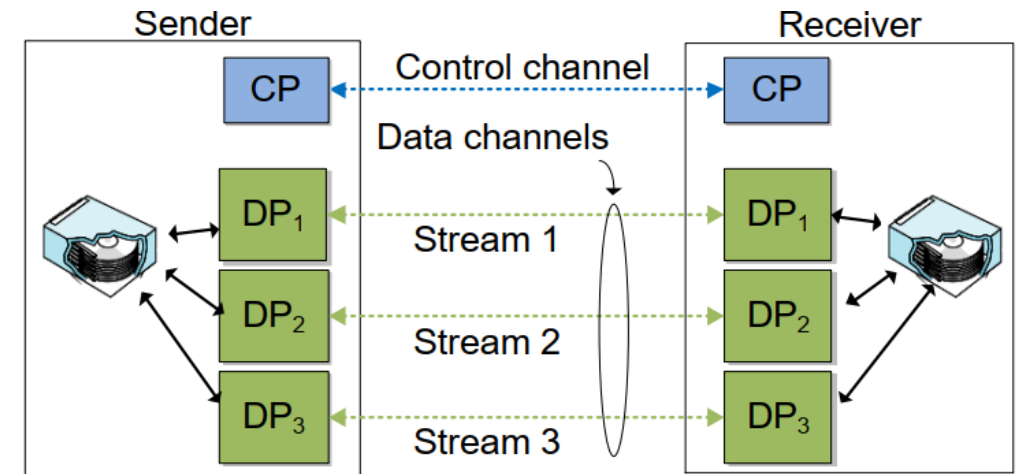 Sender
Receiver
CP
Control channel
CP
Data channels
DP₁
DP₁
Stream 1
DP₂
DP₂
Stream 2
DP₃
DP₃
Stream 3